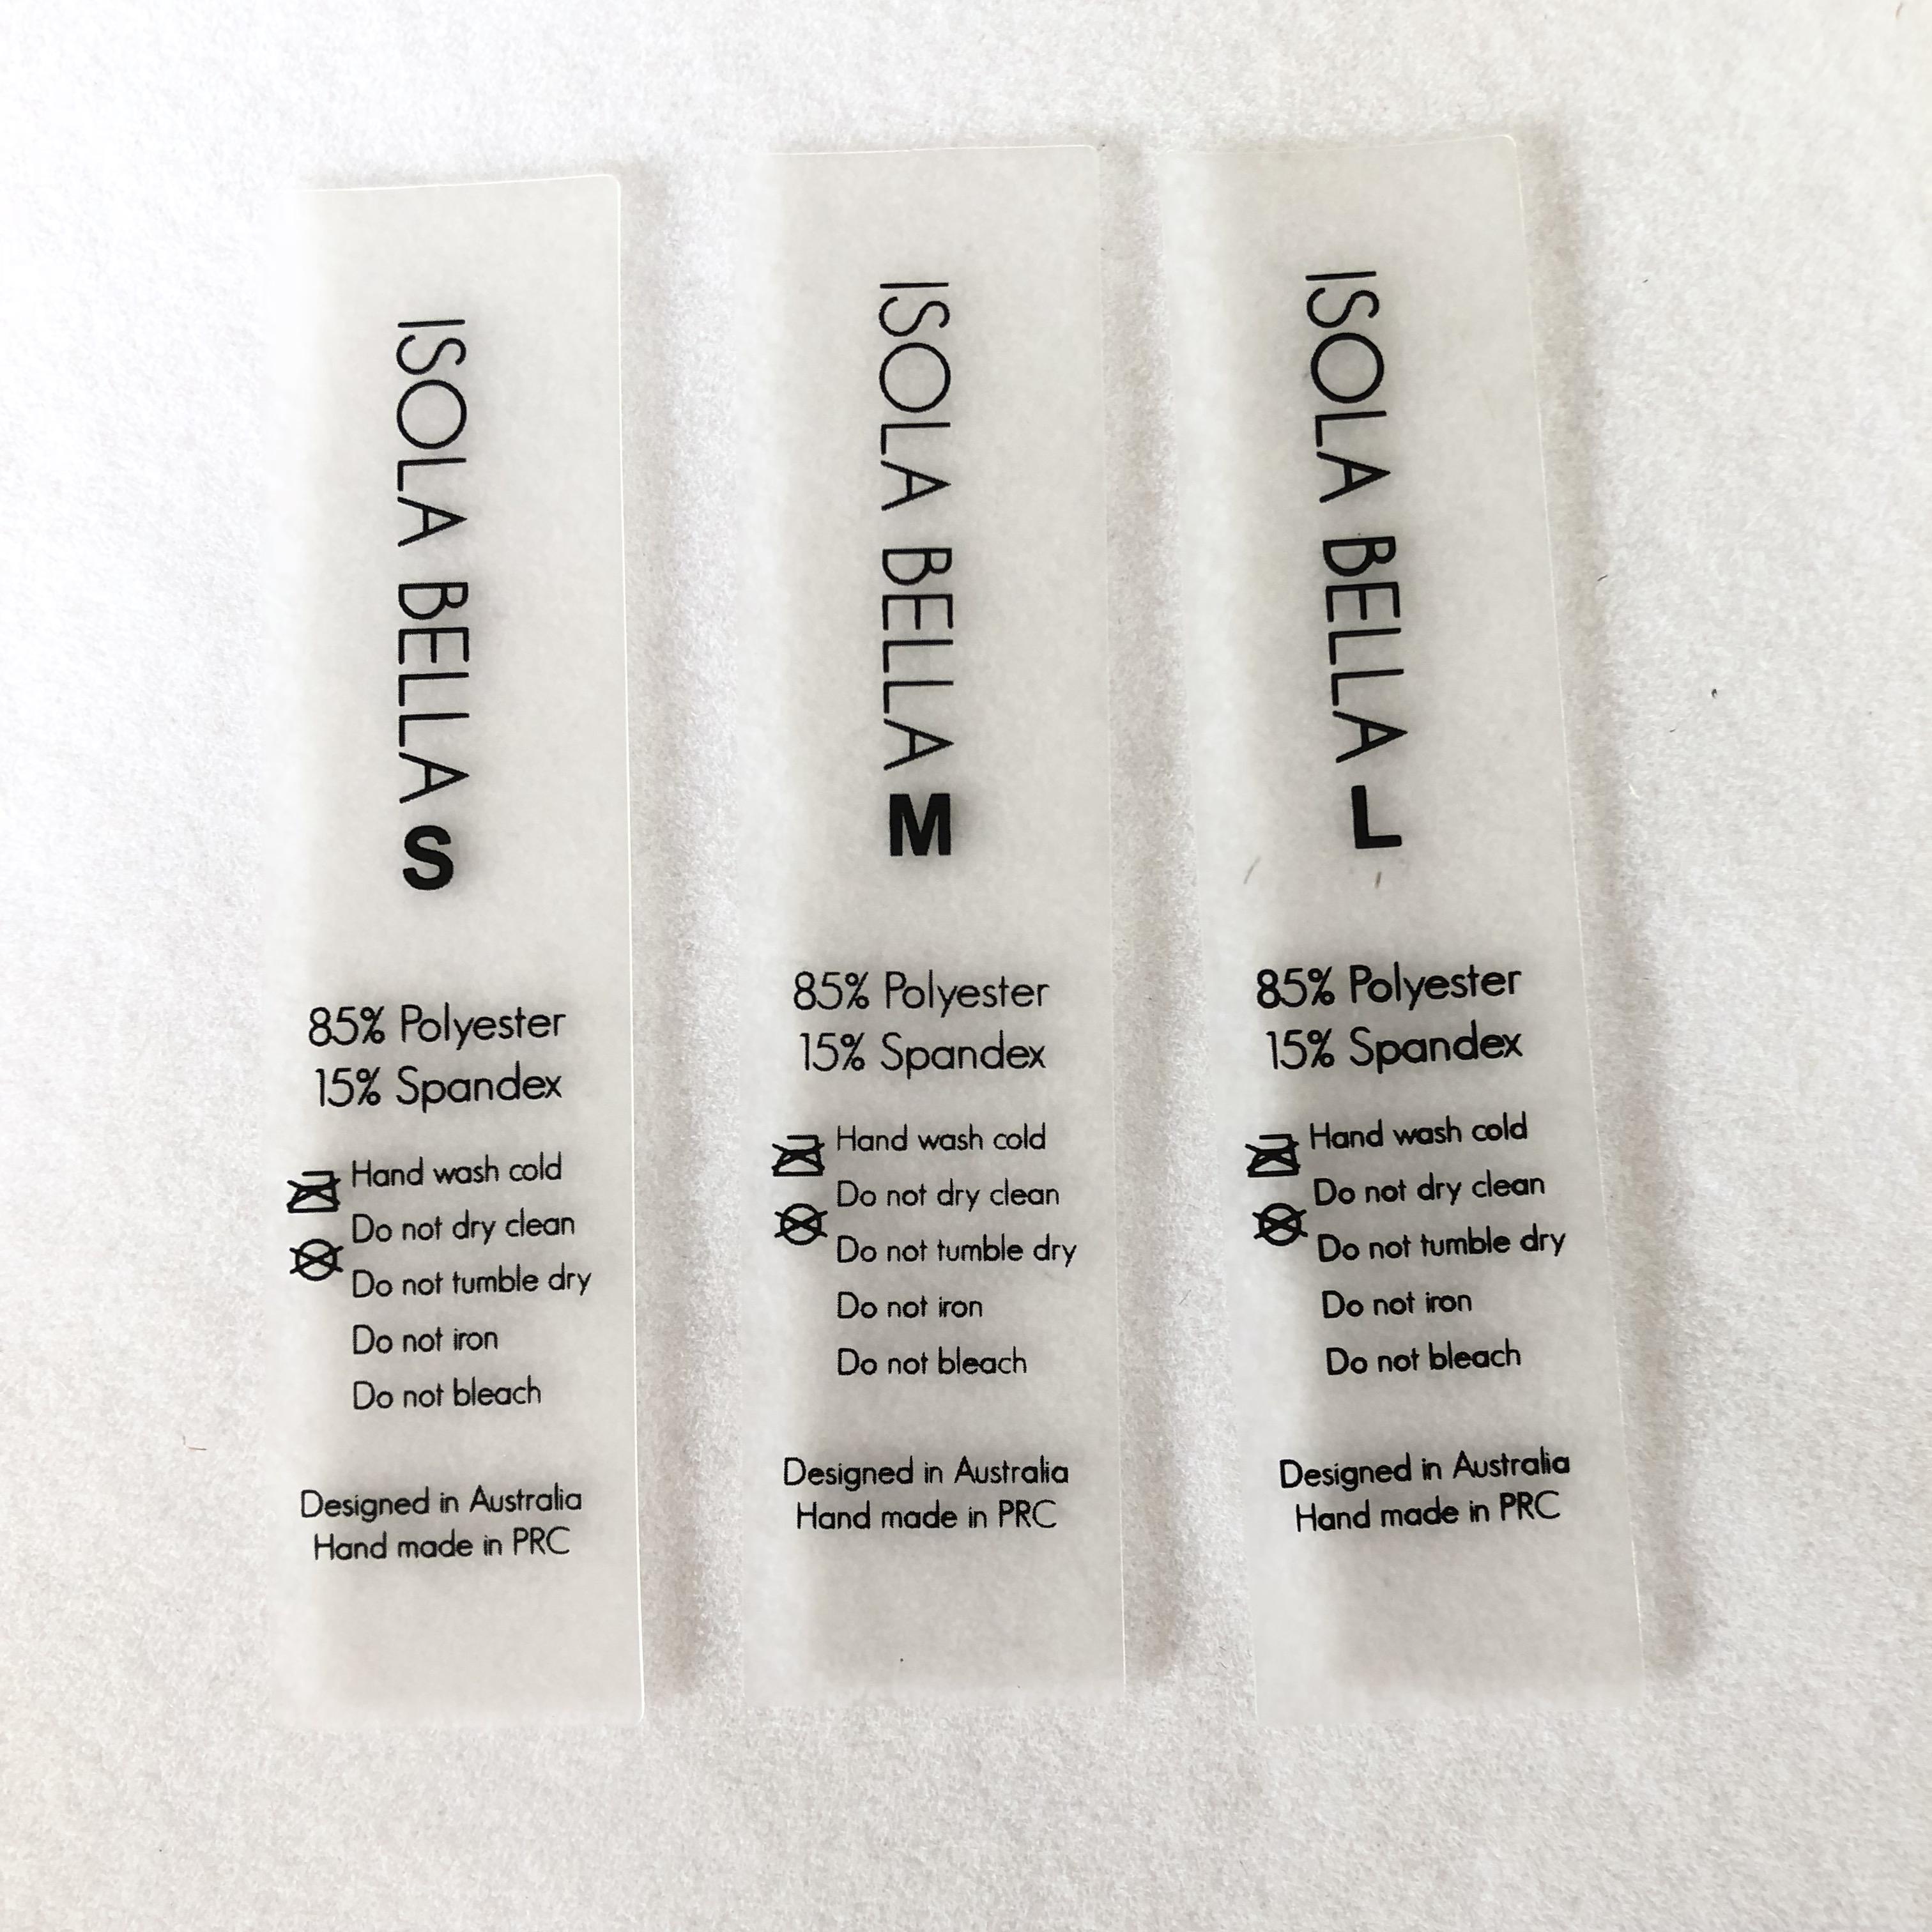 ISOLA BELLA
S
85% Polyester
15% Spandex
Hand wash cold
Do not dry clean
Do not tumble dry
Do not iron
Do not bleach
Designed in Australia
Hand made in PRC
ISOLA BELLA
M
85% Polyester
15% Spandex
Hand wash cold
Do not dry clean
Do not tumble dry
Do not iron
Do not bleach
Designed in Australia
Hand made in PRC
ISOLA BELLA
L
85% Polyester
15% Spandex
Hand wash cold
Do not dry clean
Do not tumble dry
Do not iron
Do not bleach
Designed in Australia
Hand made in PRC